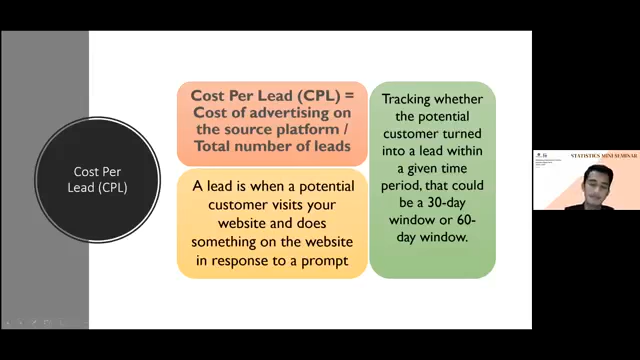 Cost Per
Lead (CPL)
Cost Per Lead (CPL) =
Cost of advertising on
the source platform /
Total number of leads
A lead is when a potential
customer visits your
website and does
something on the website
in response to a prompt
Tracking whether
the potential
customer turned
into a lead within
a given time
period, that could
be a 30-day
window or 60-
day window.
STATISTICS MINI SEMINAR